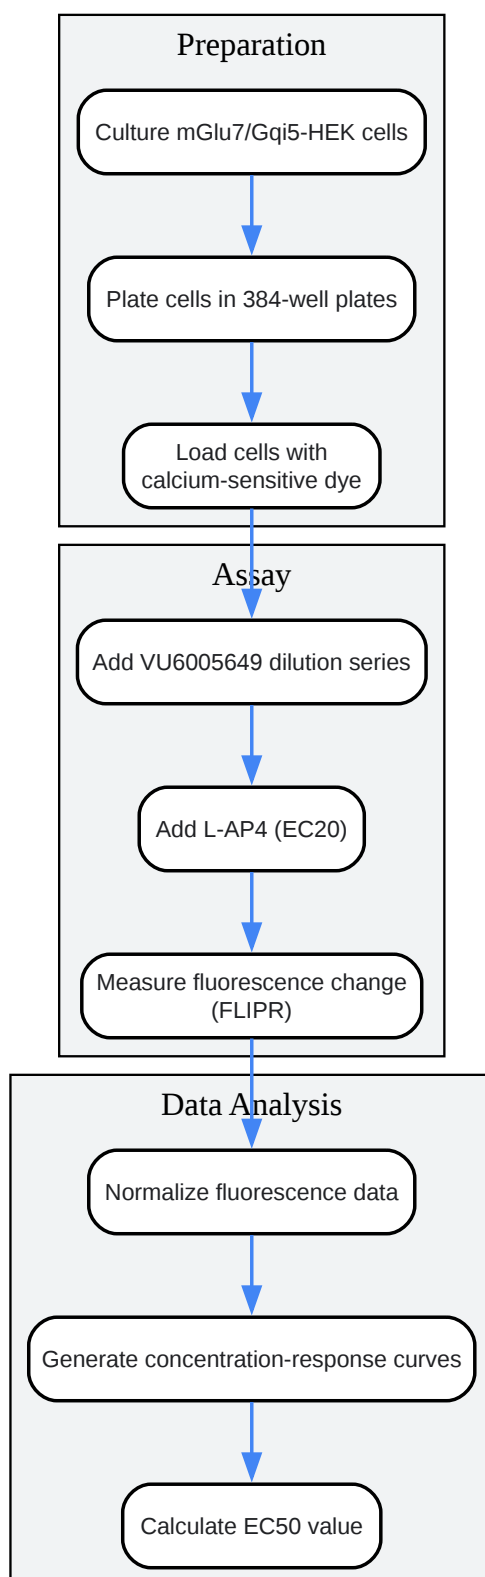 Preparation
Culture mGlu7/Gqi5-HEK cells
Plate cells in 384-well plates
Load cells with
calcium-sensitive dye
Assay
Add VU6005649 dilution series
Add L-AP4 (EC20)
Measure fluorescence change
(FLIPR)
Data Analysis
Normalize fluorescence data
Generate concentration-response curves
Calculate EC50 value